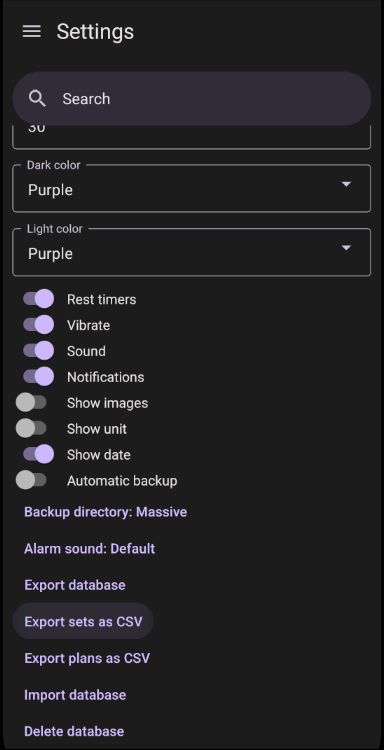 Settings
Search
30
Dark color
Purple
Light color
Purple
Rest timers
Vibrate
Sound
Notifications
Show images
Show unit
Show date
Automatic backup
Backup directory: Massive
Alarm sound: Default
Export database
Export sets as CSV
Export plans as CSV
Import database
Delete database